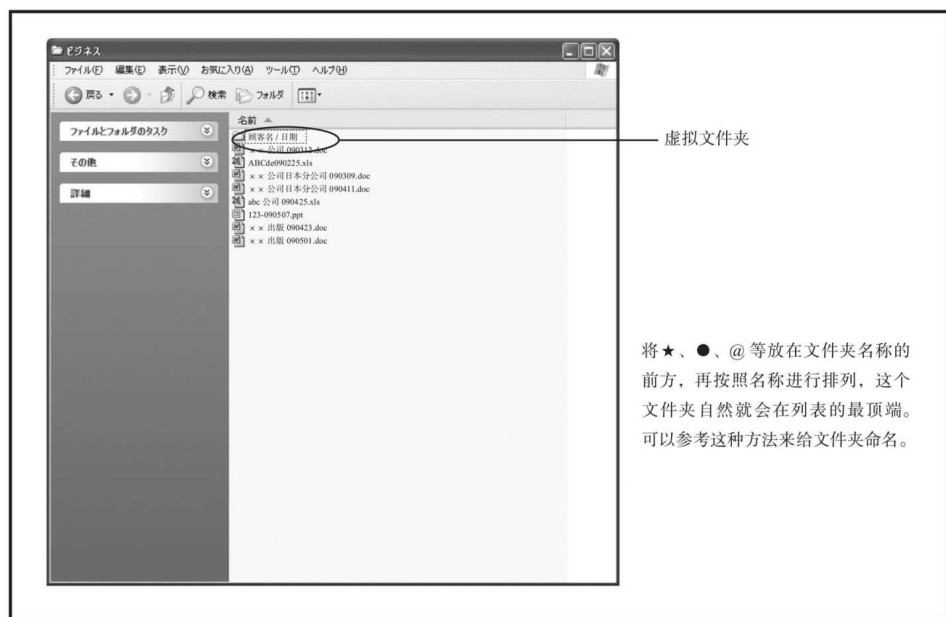 ビジネス
ファイル(F) 編集(E) 表示(V) お気に入り(A) ツール(T) ヘルプ(H)
戻る 検索 フォルダ
名前
ファイルとフォルダのタスク
その他
詳細
顾客名/日期
××公司 090312.doc
ABCde090225.xls
××公司日本分公司 090309.doc
××公司日本分公司 090411.doc
abc 公司 090425.xls
123-090507.ppt
××出版 090423.doc
××出版 090501.doc
虚拟文件夹
将★、●、@ 等放在文件夹名称的
前方，再按照名称进行排列，这个
文件夹自然就会在列表的最顶端。
可以参考这种方法来给文件夹命名。